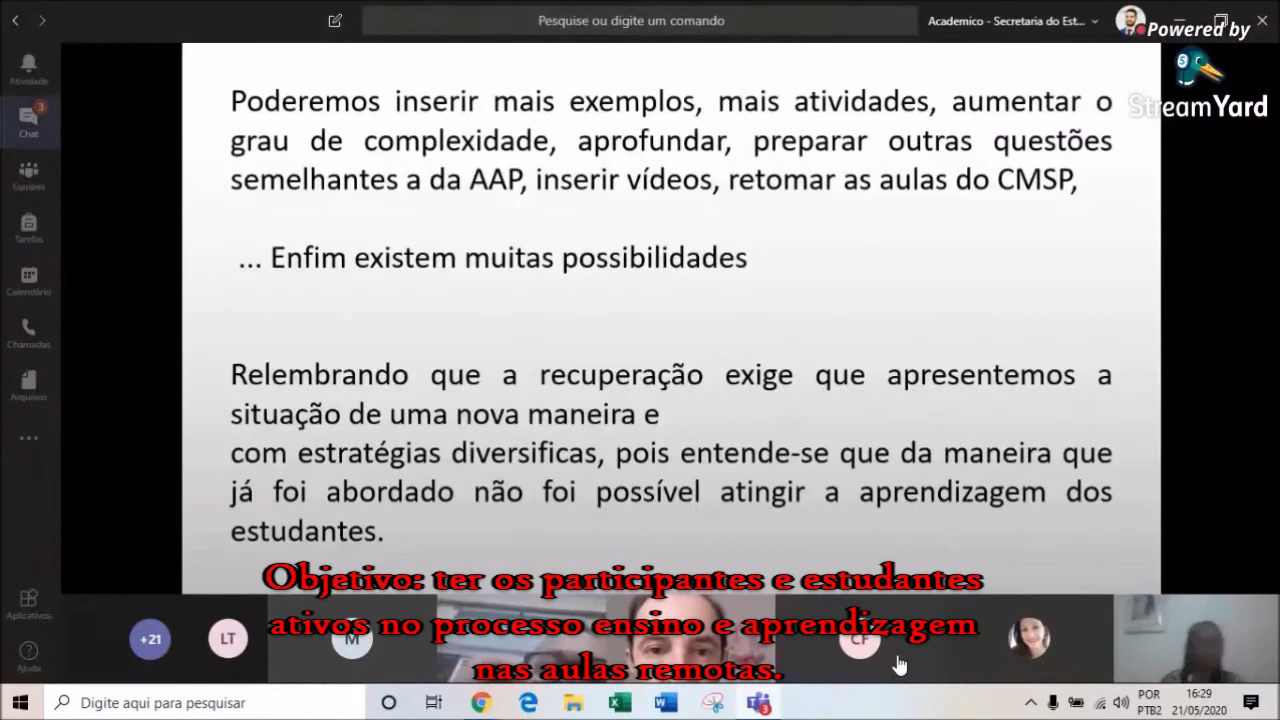 Pesquise ou digite um comando
Academico - Secretaria do Est...
Powered by
StreamYard
Atividade
3
Chat
Equipes
Tarefas
Calendário
Chamadas
Arquivos
Aplicativos
Ajuda
Poderemos inserir mais exemplos, mais atividades, aumentar o
grau de complexidade, aprofundar, preparar outras questões
semelhantes a da AAP, inserir vídeos, retomar as aulas do CMSP,
... Enfim existem muitas possibilidades
Relembrando que a recuperação exige que apresentemos a
situação de uma nova maneira e
com estratégias diversificas, pois entende-se que da maneira que
já foi abordado não foi possível atingir a aprendizagem dos
estudantes.
Objetivo: ter os participantes e estudantes
ativos no processo ensino e aprendizagem
nas aulas remotas.
+21
LT
M
CF
Digite aqui para pesquisar
3
POR
PTB2
16:29
21/05/2020